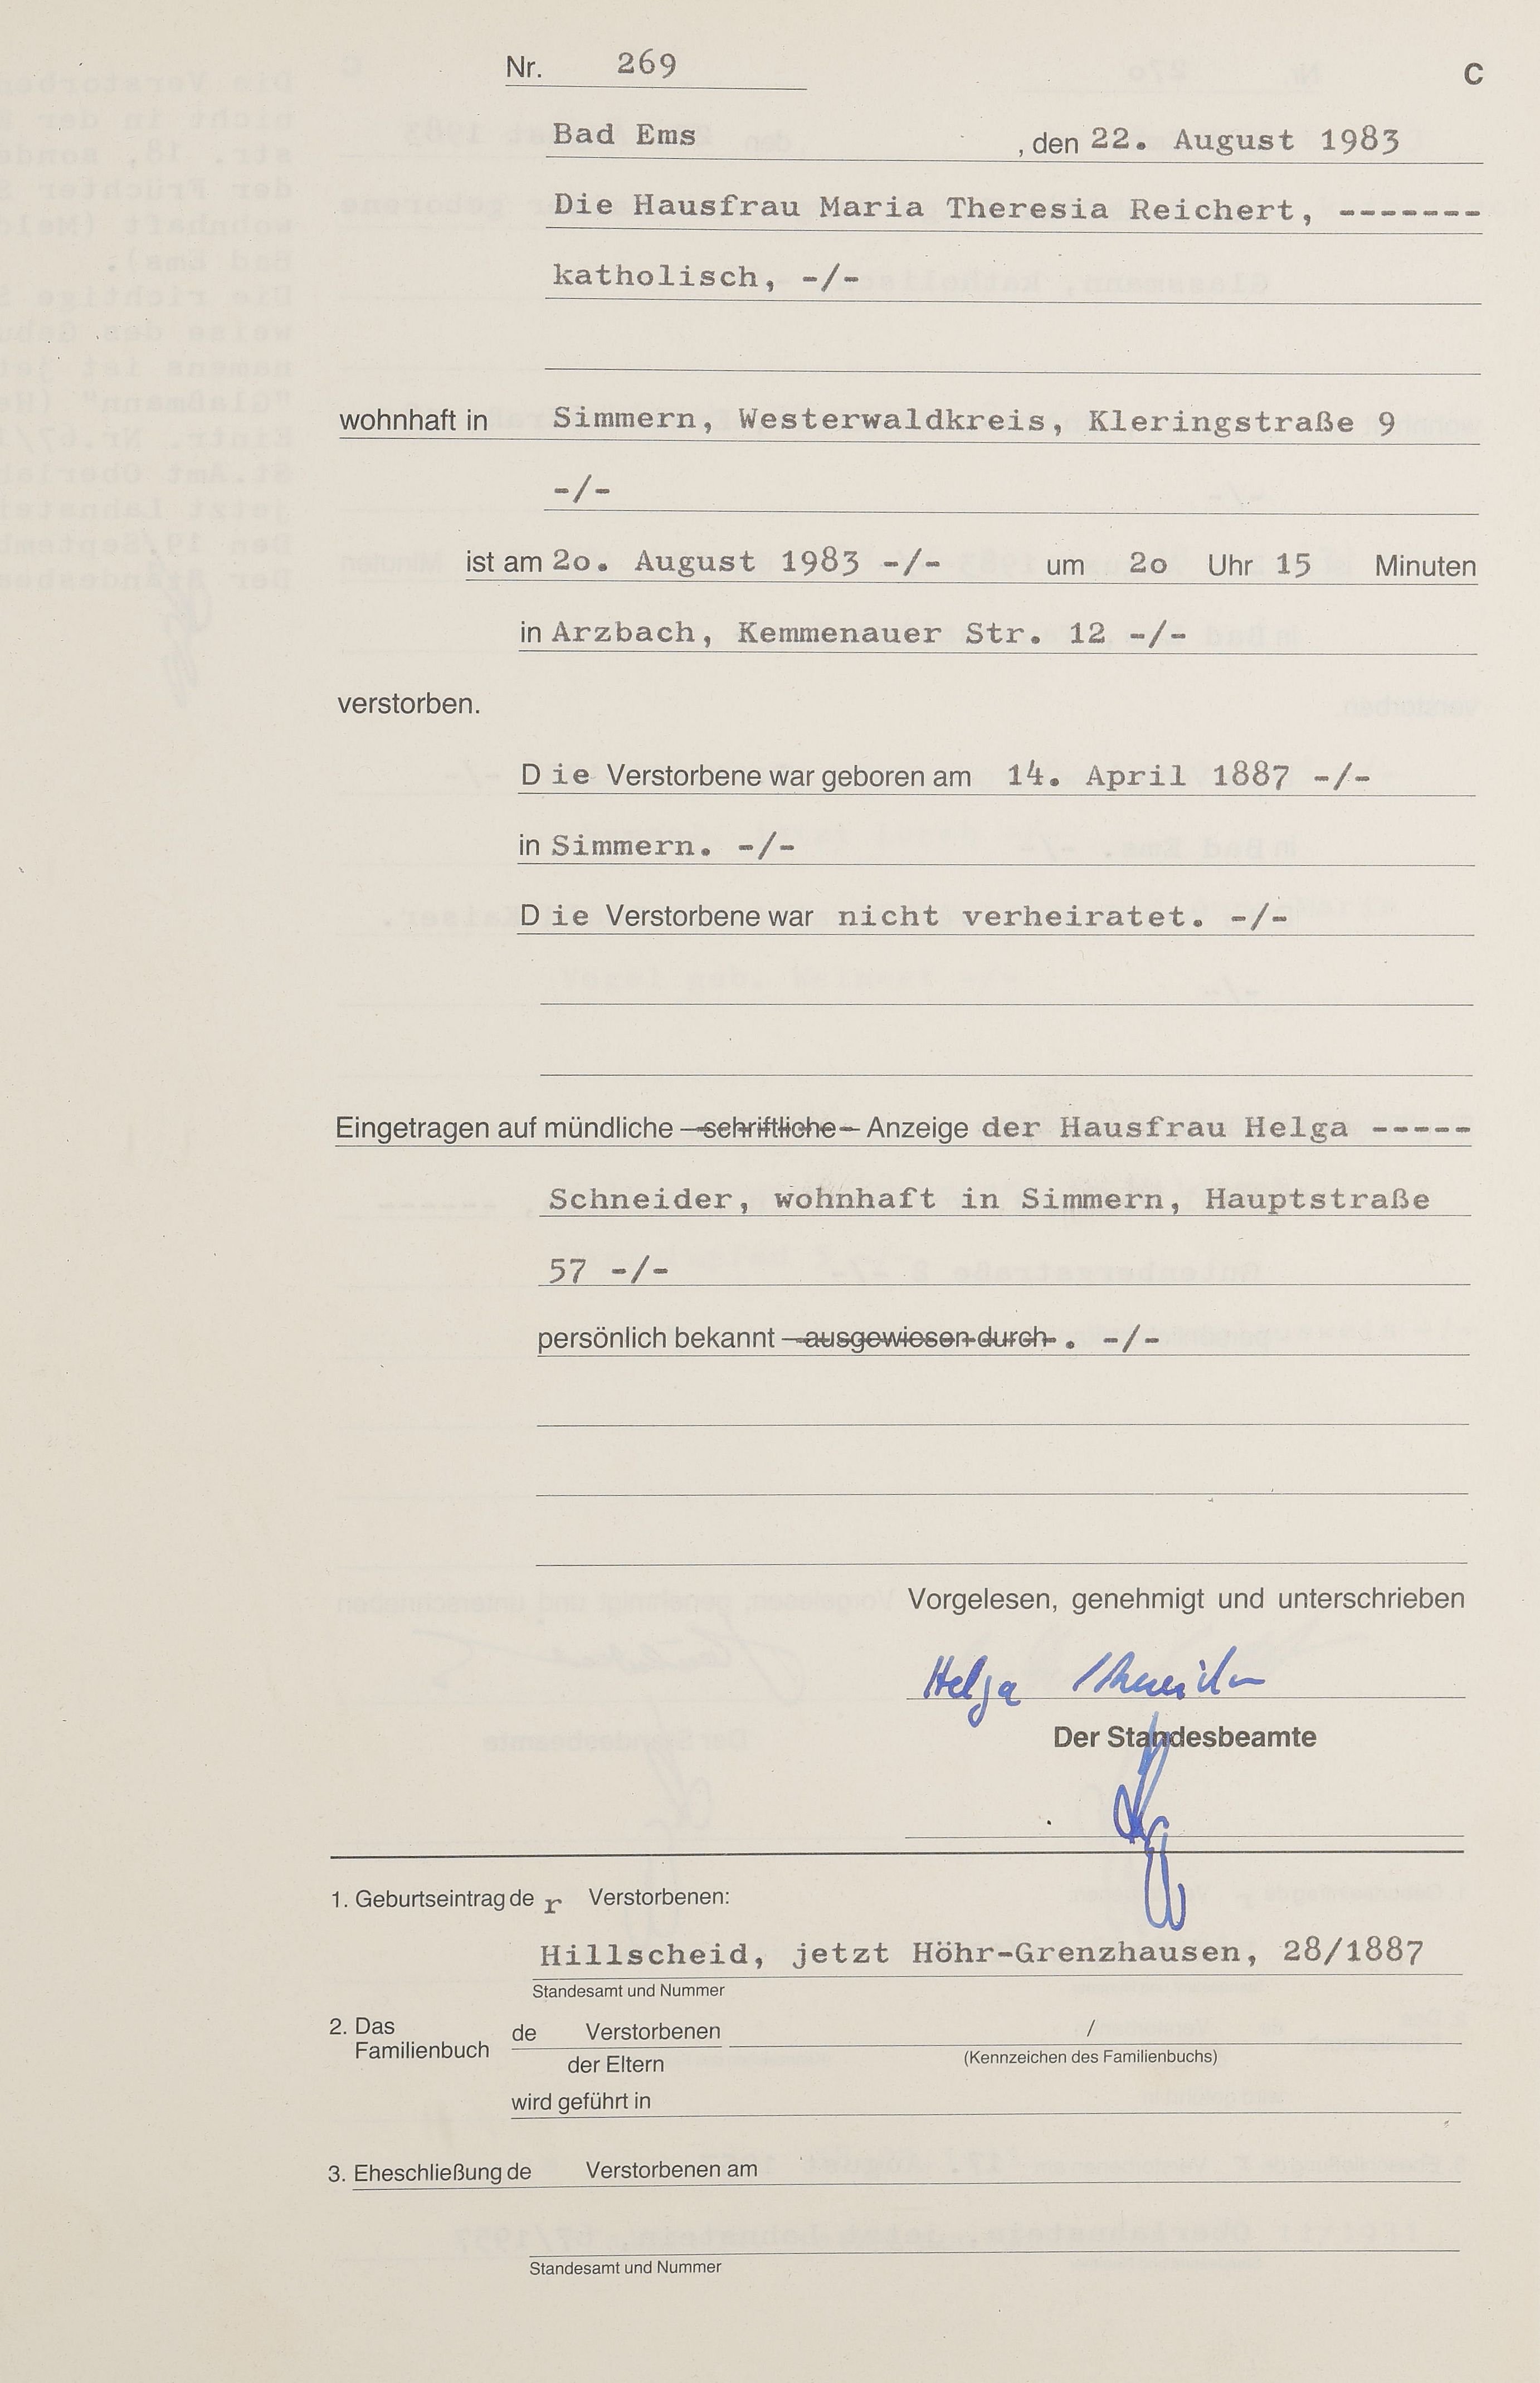 Nr. 269
C
Bad Ems , den 22. August 1983
Die Hausfrau Maria Theresia Reichert, -------
katholisch, -/-
wohnhaft in Simmern, Westerwaldkreis, Kleringstraße 9
-/-
ist am 2o. August 1983 -/- um 2o Uhr 15 Minuten
in Arzbach, Kemmenauer Str. 12 -/-
verstorben.
Die Verstorbene war geboren am 14. April 1887 -/-
in Simmern. -/-
Die Verstorbene war nicht verheiratet. -/-
Eingetragen auf mündliche — schriftliche — Anzeige der Hausfrau Helga -----
Schneider, wohnhaft in Simmern, Hauptstraße
57 -/-
persönlich bekannt — ausgewiesen durch . -/-
Vorgelesen, genehmigt und unterschrieben
Helga Schneider
Der Standesbeamte
1. Geburtseintrag de r Verstorbenen:
Hillscheid, jetzt Höhr-Grenzhausen, 28/1887
Standesamt und Nummer
2. Das Familienbuch de Verstorbenen /
der Eltern (Kennzeichen des Familienbuchs)
wird geführt in
3. Eheschließung de Verstorbenen am
Standesamt und Nummer